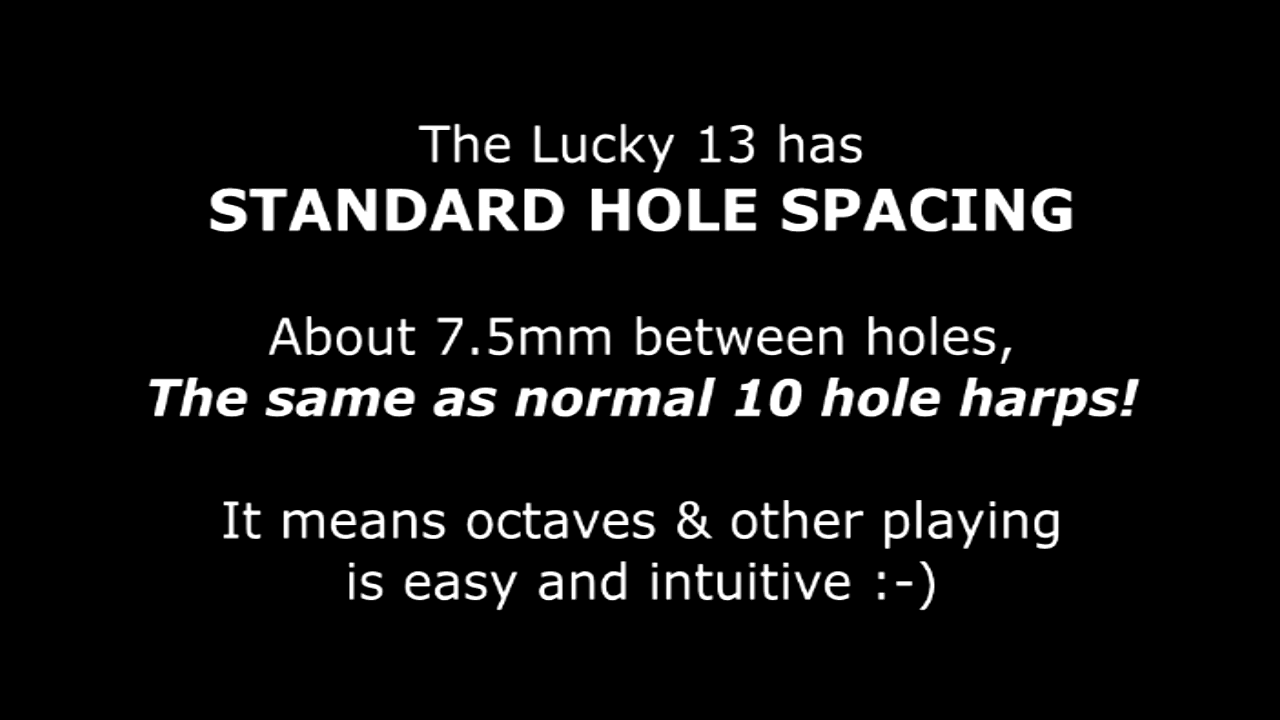 The Lucky 13 has
STANDARD HOLE SPACING
About 7.5mm between holes,
The same as normal 10 hole harps!
It means octaves & other playing
is easy and intuitive :-)